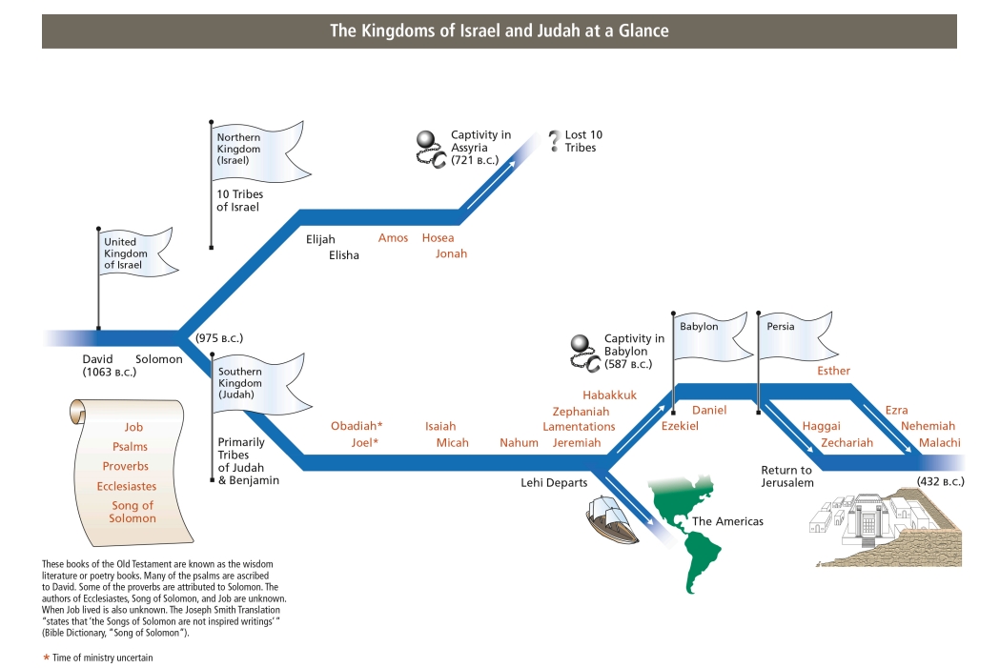 The Kingdoms of Israel and Judah at a Glance
Northern
Kingdom
(Israel)
10 Tribes
of Israel
Captivity in
Assyria
(721 B.C.)
?
Lost 10
Tribes
United
Kingdom
of Israel
Elijah
Elisha
Amos
Hosea
Jonah
(975 B.C.)
David Solomon
(1063 B.C.)
Southern
Kingdom
(Judah)
Primarily
Tribes
of Judah
& Benjamin
Job
Psalms
Proverbs
Ecclesiastes
Song of
Solomon
Obadiah*
Joel*
Isaiah
Micah
Nahum
Habakkuk
Zephaniah
Lamentations
Jeremiah
Captivity in
Babylon
(587 B.C.)
Babylon
Persia
Ezekiel
Daniel
Esther
Haggai
Zechariah
Ezra
Nehemiah
Malachi
Lehi Departs
The Americas
Return to
Jerusalem
(432 B.C.)
These books of the Old Testament are known as the wisdom
literature or poetry books. Many of the psalms are ascribed
to David. Some of the proverbs are attributed to Solomon. The
authors of Ecclesiastes, Song of Solomon, and Job are unknown.
When Job lived is also unknown. The Joseph Smith Translation
“states that ‘the Songs of Solomon are not inspired writings’”
(Bible Dictionary, “Song of Solomon”).
* Time of ministry uncertain